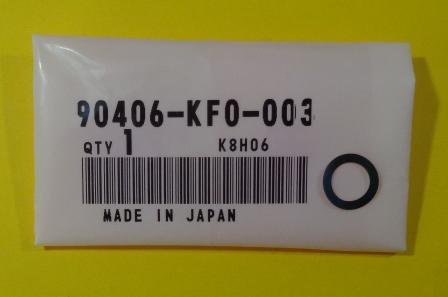 90406-KF0-003
QTY 1 K8H06
MADE IN JAPAN